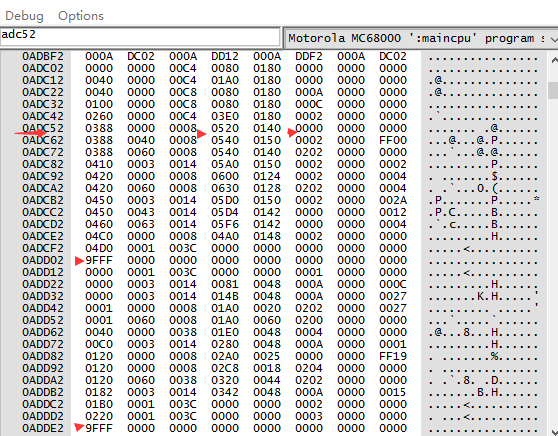 Debug Options
adc52 Motorola MC68000 ':maincpu' program s
0ADBF2 000A DC02 000A DD12 000A DDF2 000A DC02 ................
0ADC02 0000 00C4 0080 0180 0000 0000 0000 0000 ................
0ADC12 0040 00C4 01A0 0180 0000 0000 0000 0000 .@..............
0ADC22 0040 00C8 0080 0180 000A 0000 0000 0000 .@..............
0ADC32 0100 00C8 0080 0180 000C 0000 0000 0000 ................
0ADC42 0260 00C4 03E0 0180 0002 0000 0000 0000 .`..............
0ADC52 0388 0000 0008 0520 0140 0000 0000 0000 ....... .@......
0ADC62 0388 0040 0008 0540 0150 0002 0000 FF00 ...@...@.P......
0ADC72 0388 0060 0008 0540 0140 0202 0000 0000 ...`...@.@......
0ADC82 0410 0003 0014 05A0 0150 0002 0000 0002 .........P......
0ADC92 0420 0000 0008 0600 0124 0002 0000 0004 . .......$......
0ADCA2 0420 0060 0008 0630 0128 0202 0000 0004 . .`...0.(......
0ADCB2 0450 0003 0014 05D0 0150 0002 0000 002A .P.......P.....*
0ADCC2 0450 0043 0014 05D4 0142 0000 0000 0012 .P.C.....B......
0ADCD2 0460 0063 0014 05F6 0142 0000 0000 0004 .`.c.....B......
0ADCE2 04C0 0000 0008 04A0 0148 0002 0000 0000 .........H......
0ADCF2 04D0 0001 003C 0000 0000 0000 0000 0000 .....<..........
0ADD02 9FFF 0000 0000 0000 0000 0000 0000 0000 ................
0ADD12 0000 0001 003C 0000 0000 0001 0000 0000 .....<..........
0ADD22 0000 0003 0014 0081 0048 000A 0000 000C .........H......
0ADD32 0000 0003 0014 014B 0048 000A 0000 0027 .......K.H.....'
0ADD42 0001 0000 0008 01A0 0020 0202 0000 0027 ......... .....'
0ADD52 0001 0060 0008 01A0 0060 0202 0000 0000 ...`.....`......
0ADD62 0040 0000 0038 01E0 0048 0004 0000 0000 .@...8...H......
0ADD72 00C0 0003 0014 0280 0048 000A 0000 0001 .........H......
0ADD82 0120 0000 0008 02A0 0025 0000 0000 FF19 . .......%......
0ADD92 0120 0000 0008 02C8 0018 0204 0000 0000 . ..............
0ADDA2 0120 0060 0038 0320 0044 0202 0000 0000 . .`.8. .D......
0ADDB2 0182 0003 0014 0342 0048 000A 0000 0015 .......B.H......
0ADDC2 01B0 0001 003C 0000 0000 0000 0000 0000 .....<..........
0ADDD2 0220 0001 003C 0000 0000 0003 0000 0000 . ...<..........
0ADDE2 9FFF 0000 0000 0000 0000 0000 0000 0000 ................